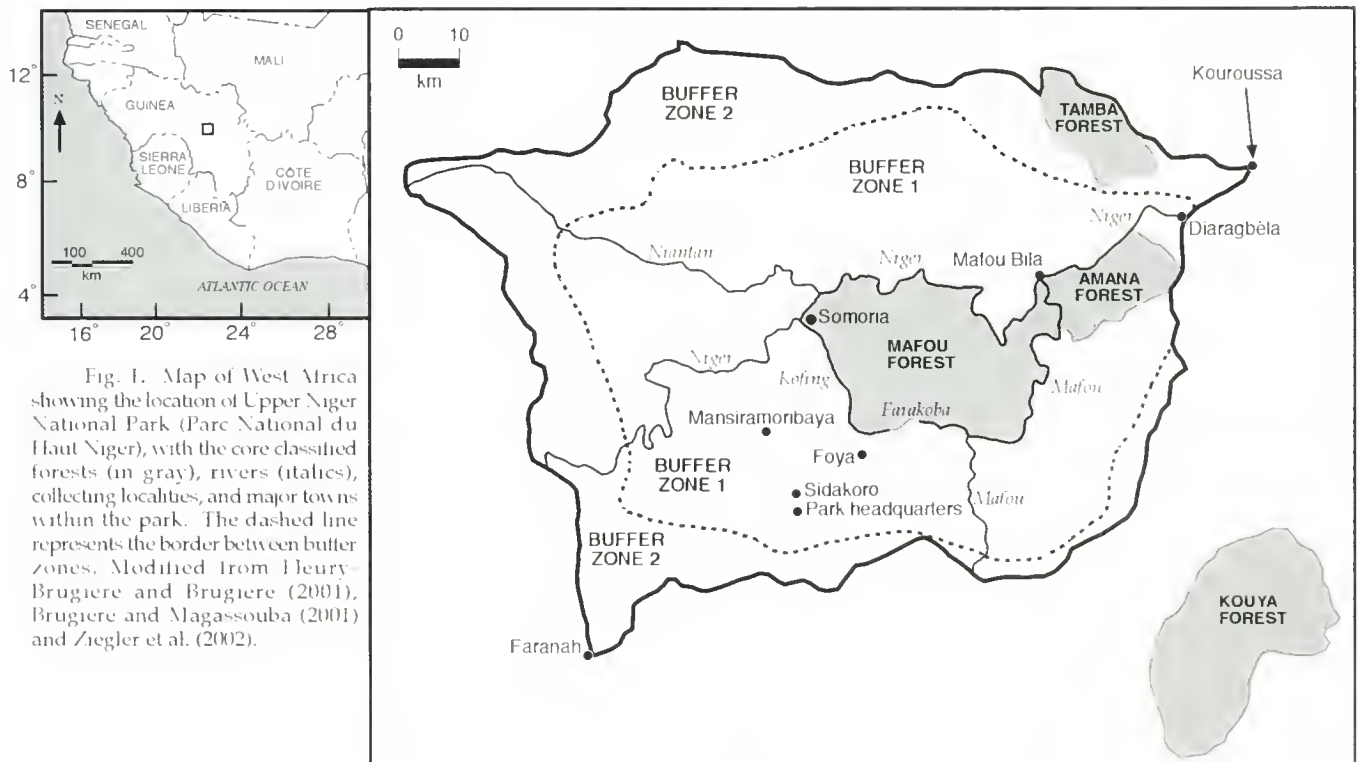 SENEGAL
MALI
12°
N
GUINEA
SIERRA
LEONE
CÔTE
D'IVOIRE
8°
LIBERIA
100 400
km
ATLANTIC OCEAN
4°
16° 20° 24° 28°
Fig. 1. Map of West Africa
showing the location of Upper Niger
National Park (Parc National du
Haut Niger), with the core classified
forests (in gray), rivers (italics),
collecting localities, and major towns
within the park. The dashed line
represents the border between buffer
zones. Modified from Fleury-
Brugiere and Brugiere (2001),
Brugiere and Magassouba (2001)
and Ziegler et al. (2002).
0 10
km
BUFFER
ZONE 2
Kouroussa
TAMBA
FOREST
BUFFER
ZONE 1
Niger
Diaragbèla
Niantan
Niger
Mafou Bila
AMANA
FOREST
Somoria
MAFOU
FOREST
Niger
Kofing
Mafou
Farakoba
Mansiramoribaya
Foya
BUFFER
ZONE 1
Sidakoro
Mafou
Park headquarters
BUFFER
ZONE 2
KOUYA
FOREST
Faranah